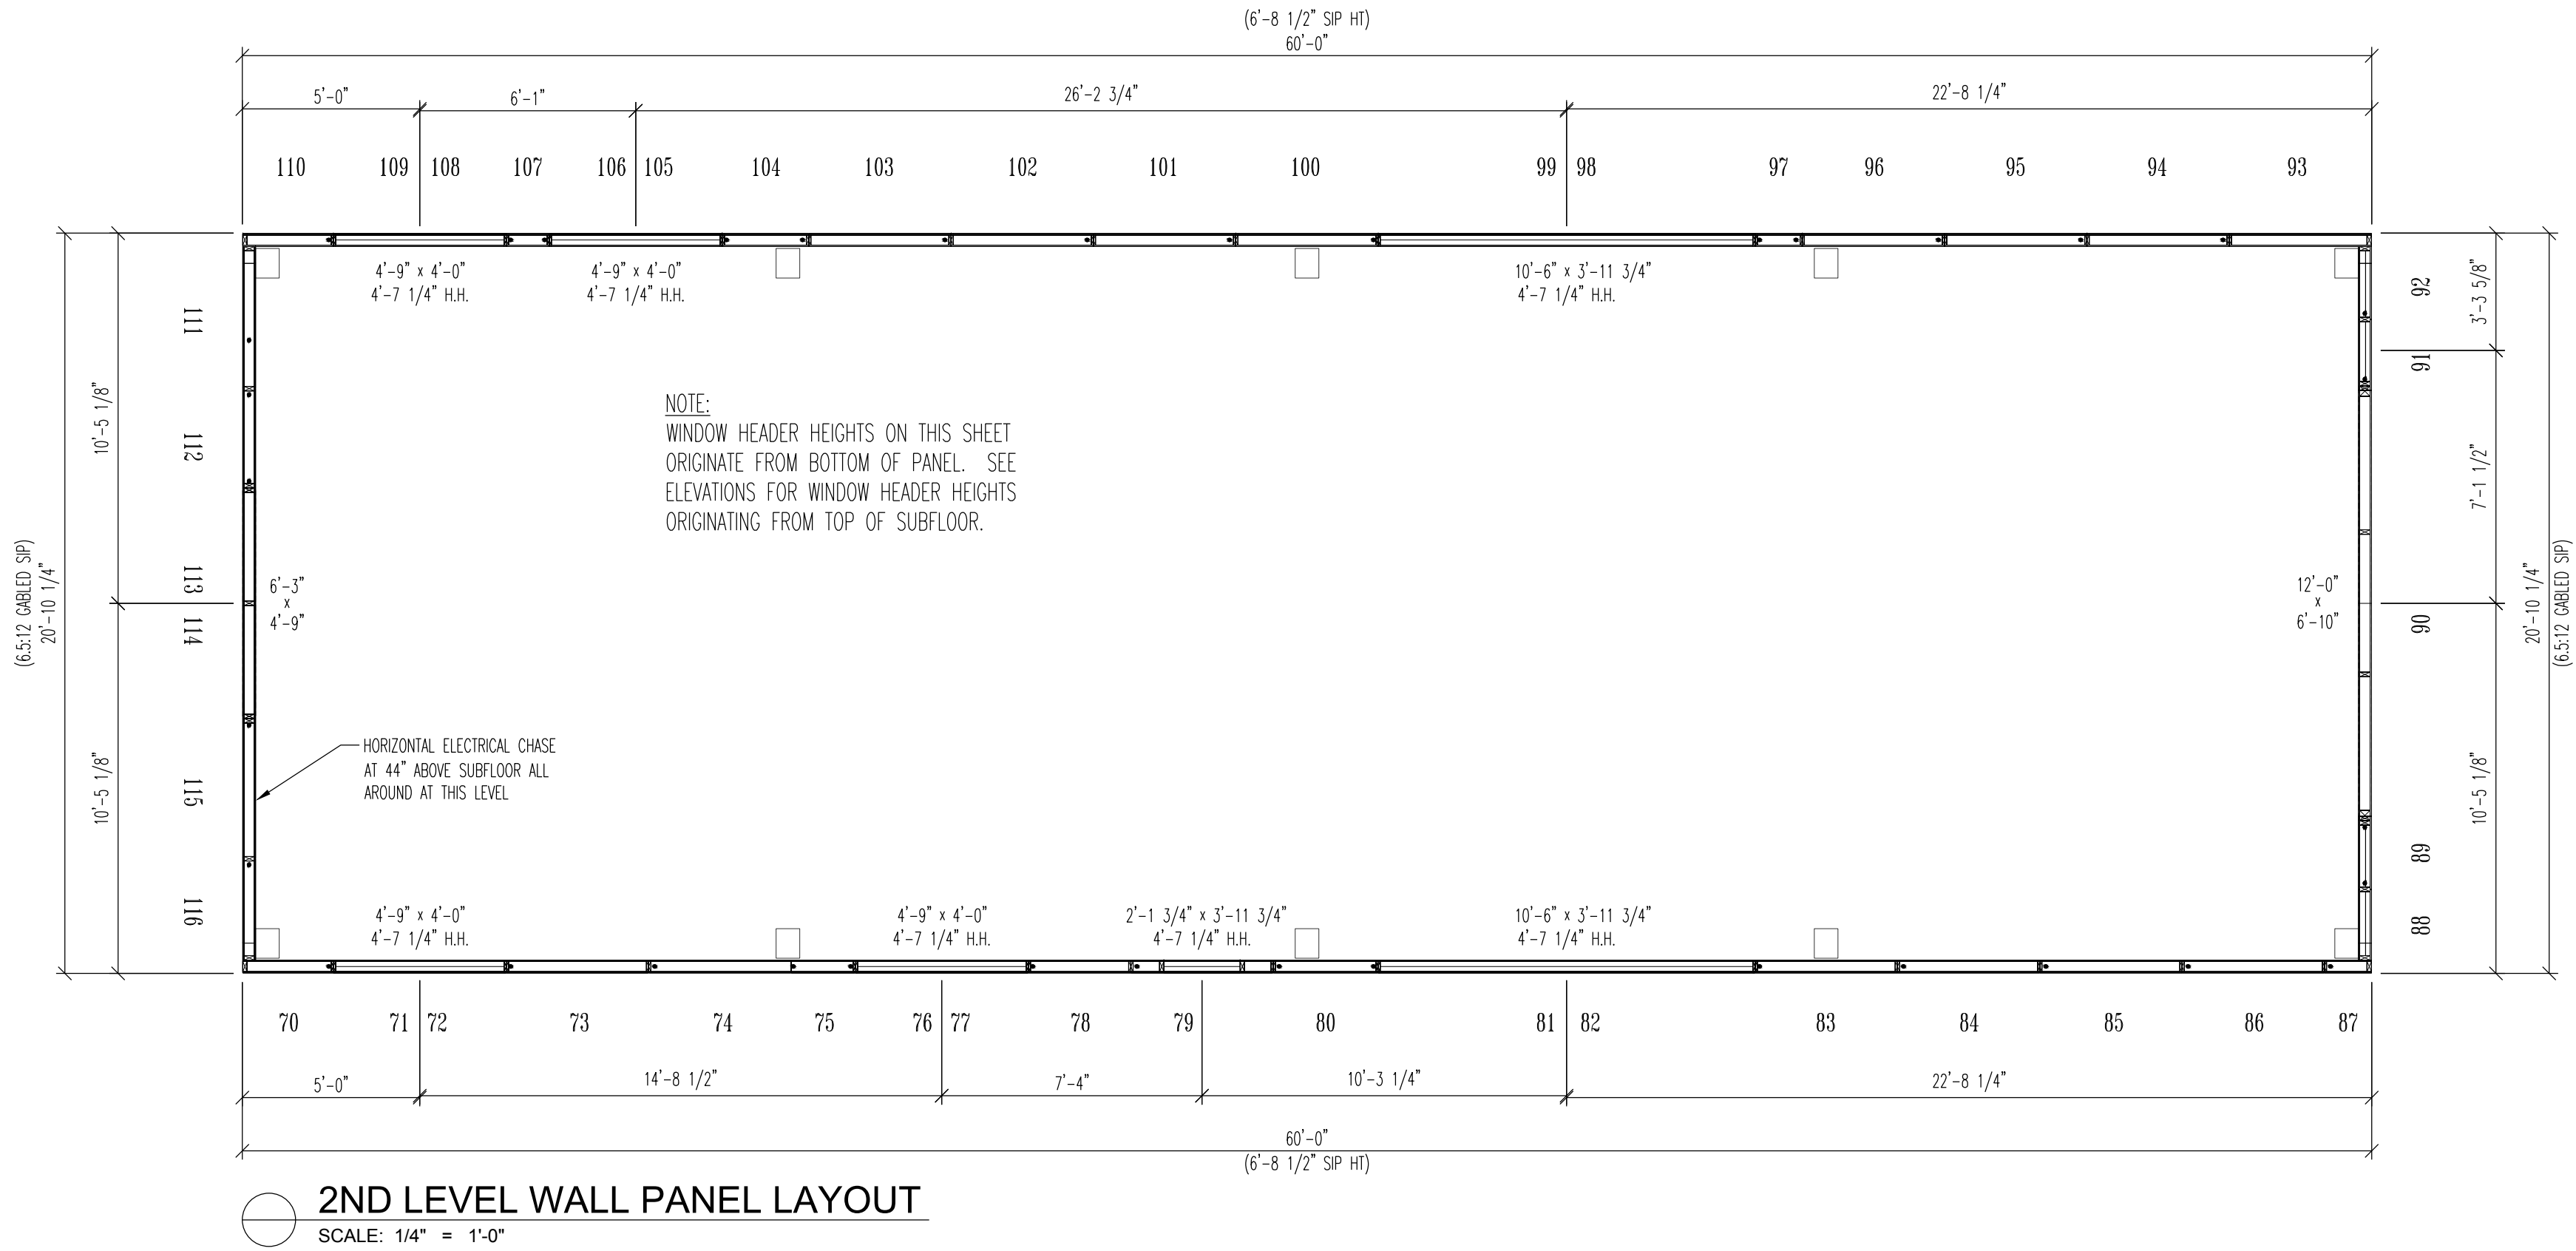 (6'-8 1/2" SIP HT)
60'-0"
5'-0"
6'-1"
26'-2 3/4"
22'-8 1/4"
110
109
108
107
106
105
104
103
102
101
100
99
98
97
96
95
94
93
4'-9" x 4'-0"
4'-7 1/4" H.H.
4'-9" x 4'-0"
4'-7 1/4" H.H.
10'-6" x 3'-11 3/4"
4'-7 1/4" H.H.
(6.5:12 GABLED SIP)
20'-10 1/4"
10'-5 1/8"
10'-5 1/8"
111
112
113
114
115
116
6'-3"
x
4'-9"
NOTE:
WINDOW HEADER HEIGHTS ON THIS SHEET
ORIGINATE FROM BOTTOM OF PANEL. SEE
ELEVATIONS FOR WINDOW HEADER HEIGHTS
ORIGINATING FROM TOP OF SUBFLOOR.
HORIZONTAL ELECTRICAL CHASE
AT 44" ABOVE SUBFLOOR ALL
AROUND AT THIS LEVEL
12'-0"
x
6'-10"
92
91
90
89
88
3'-3 5/8"
7'-1 1/2"
10'-5 1/8"
20'-10 1/4"
(6.5:12 GABLED SIP)
4'-9" x 4'-0"
4'-7 1/4" H.H.
4'-9" x 4'-0"
4'-7 1/4" H.H.
2'-1 3/4" x 3'-11 3/4"
4'-7 1/4" H.H.
10'-6" x 3'-11 3/4"
4'-7 1/4" H.H.
70
71
72
73
74
75
76
77
78
79
80
81
82
83
84
85
86
87
5'-0"
14'-8 1/2"
7'-4"
10'-3 1/4"
22'-8 1/4"
60'-0"
(6'-8 1/2" SIP HT)
2ND LEVEL WALL PANEL LAYOUT
SCALE: 1/4" = 1'-0"